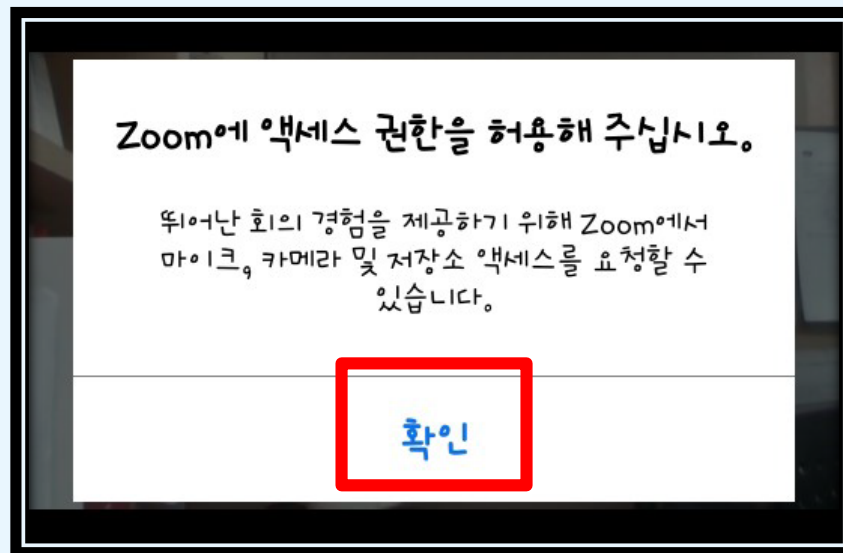 Zoom에 액세스 권한을 허용해 주십시오.
뛰어난 회의 경험을 제공하기 위해 Zoom에서
마이크, 카메라 및 저장소 액세스를 요청할 수
있습니다.
확인